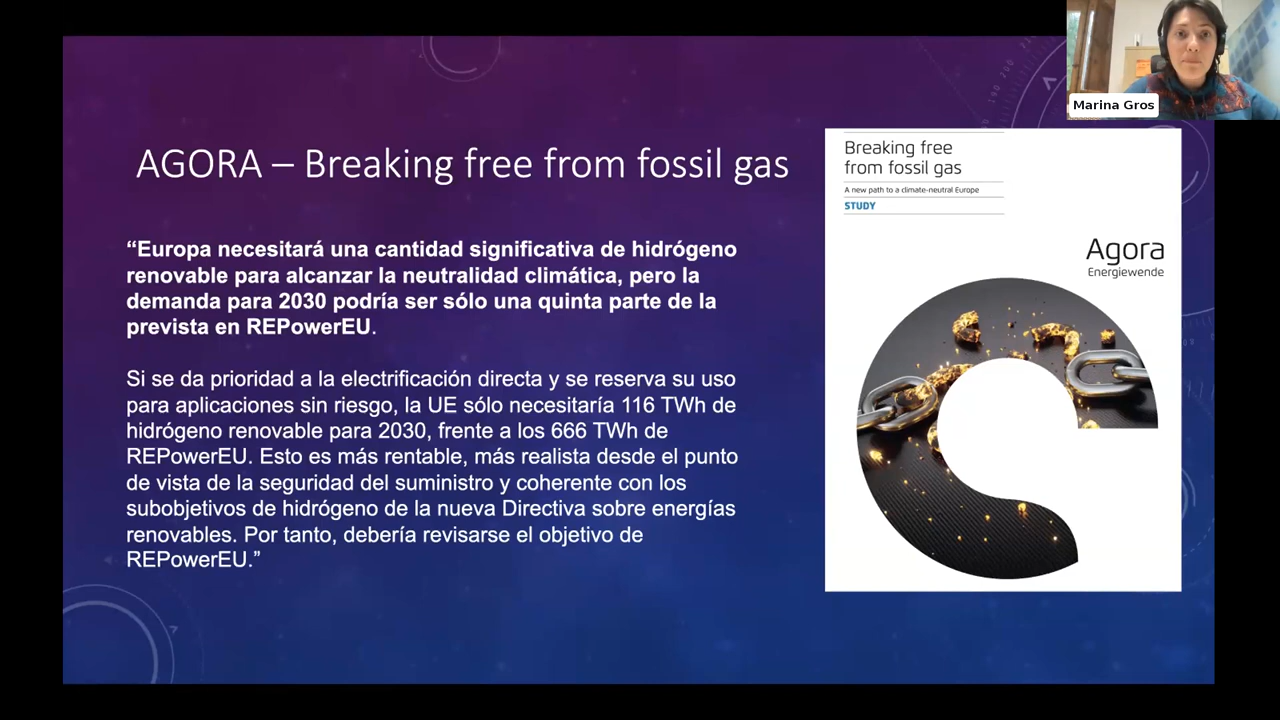 Marina Gros
AGORA – Breaking free from fossil gas
“Europa necesitará una cantidad significativa de hidrógeno
renovable para alcanzar la neutralidad climática, pero la
demanda para 2030 podría ser sólo una quinta parte de la
prevista en REPowerEU.
Si se da prioridad a la electrificación directa y se reserva su uso
para aplicaciones sin riesgo, la UE sólo necesitaría 116 TWh de
hidrógeno renovable para 2030, frente a los 666 TWh de
REPowerEU. Esto es más rentable, más realista desde el punto
de vista de la seguridad del suministro y coherente con los
subobjetivos de hidrógeno de la nueva Directiva sobre energías
renovables. Por tanto, debería revisarse el objetivo de
REPowerEU.”
Breaking free
from fossil gas
A new path to a climate-neutral Europe
STUDY
Agora
Energiewende